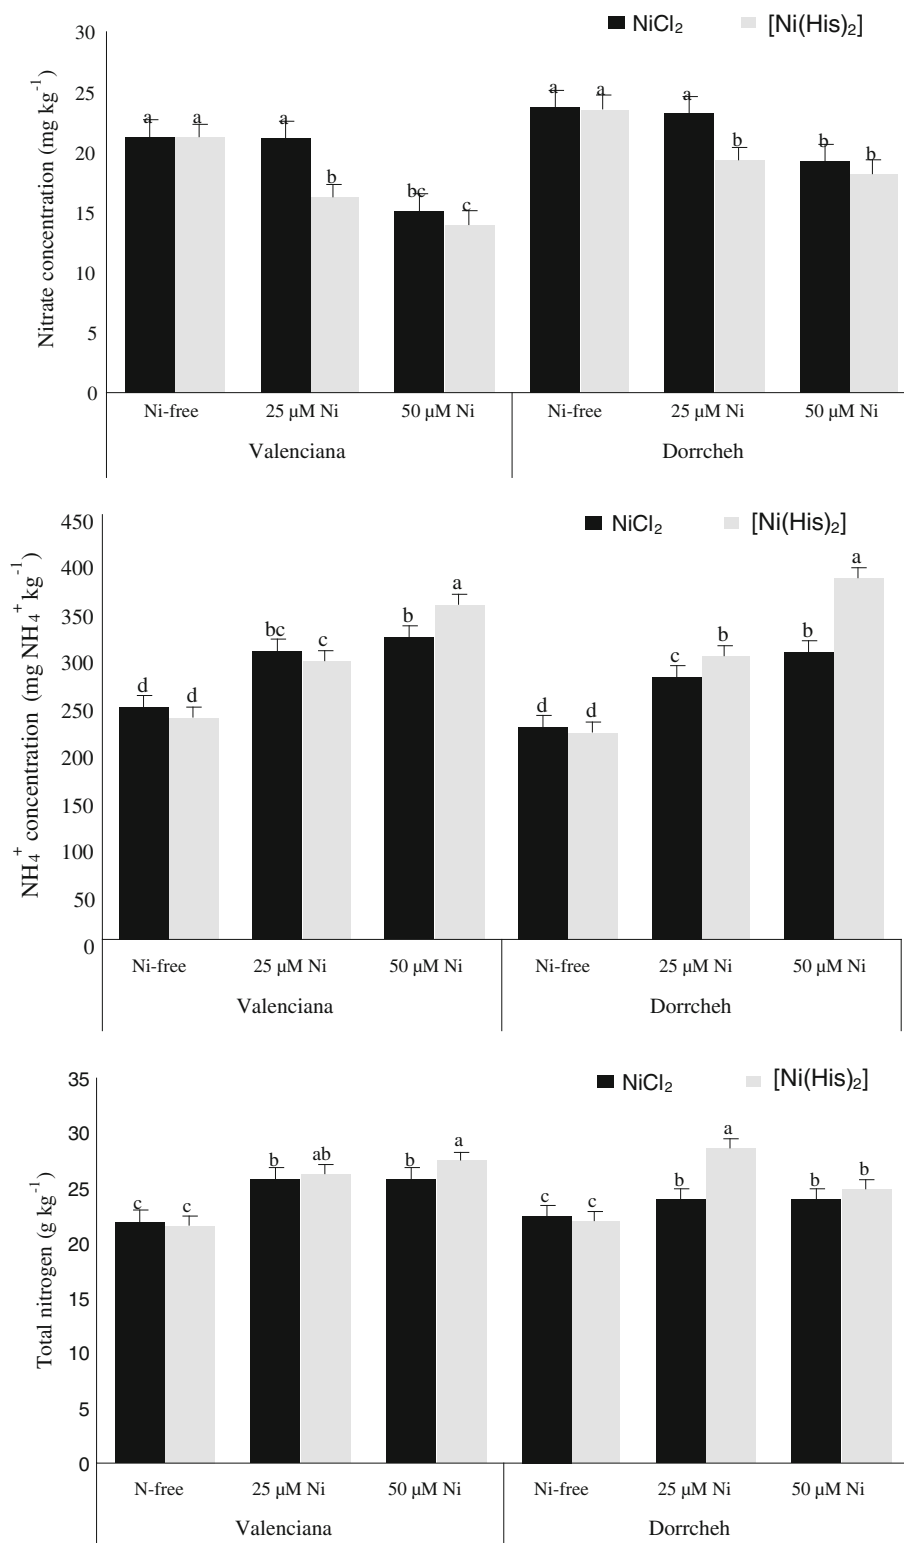 NiCl₂ [Ni(His)₂]
Nitrate concentration (mg kg⁻¹)
30
25
20
15
10
5
0
a a a b bc c a a a b b b
Ni-free 25 µM Ni 50 µM Ni Ni-free 25 µM Ni 50 µM Ni
Valenciana Dorrcheh
NiCl₂ [Ni(His)₂]
NH₄⁺ concentration (mg NH₄⁺ kg⁻¹)
450
400
350
300
250
200
150
100
50
0
d d bc c b a d d c b b a
Ni-free 25 µM Ni 50 µM Ni Ni-free 25 µM Ni 50 µM Ni
Valenciana Dorrcheh
NiCl₂ [Ni(His)₂]
Total nitrogen (g kg⁻¹)
35
30
25
20
15
10
5
0
c c b ab b a c c b a b b
N-free 25 µM Ni 50 µM Ni Ni-free 25 µM Ni 50 µM Ni
Valenciana Dorrcheh